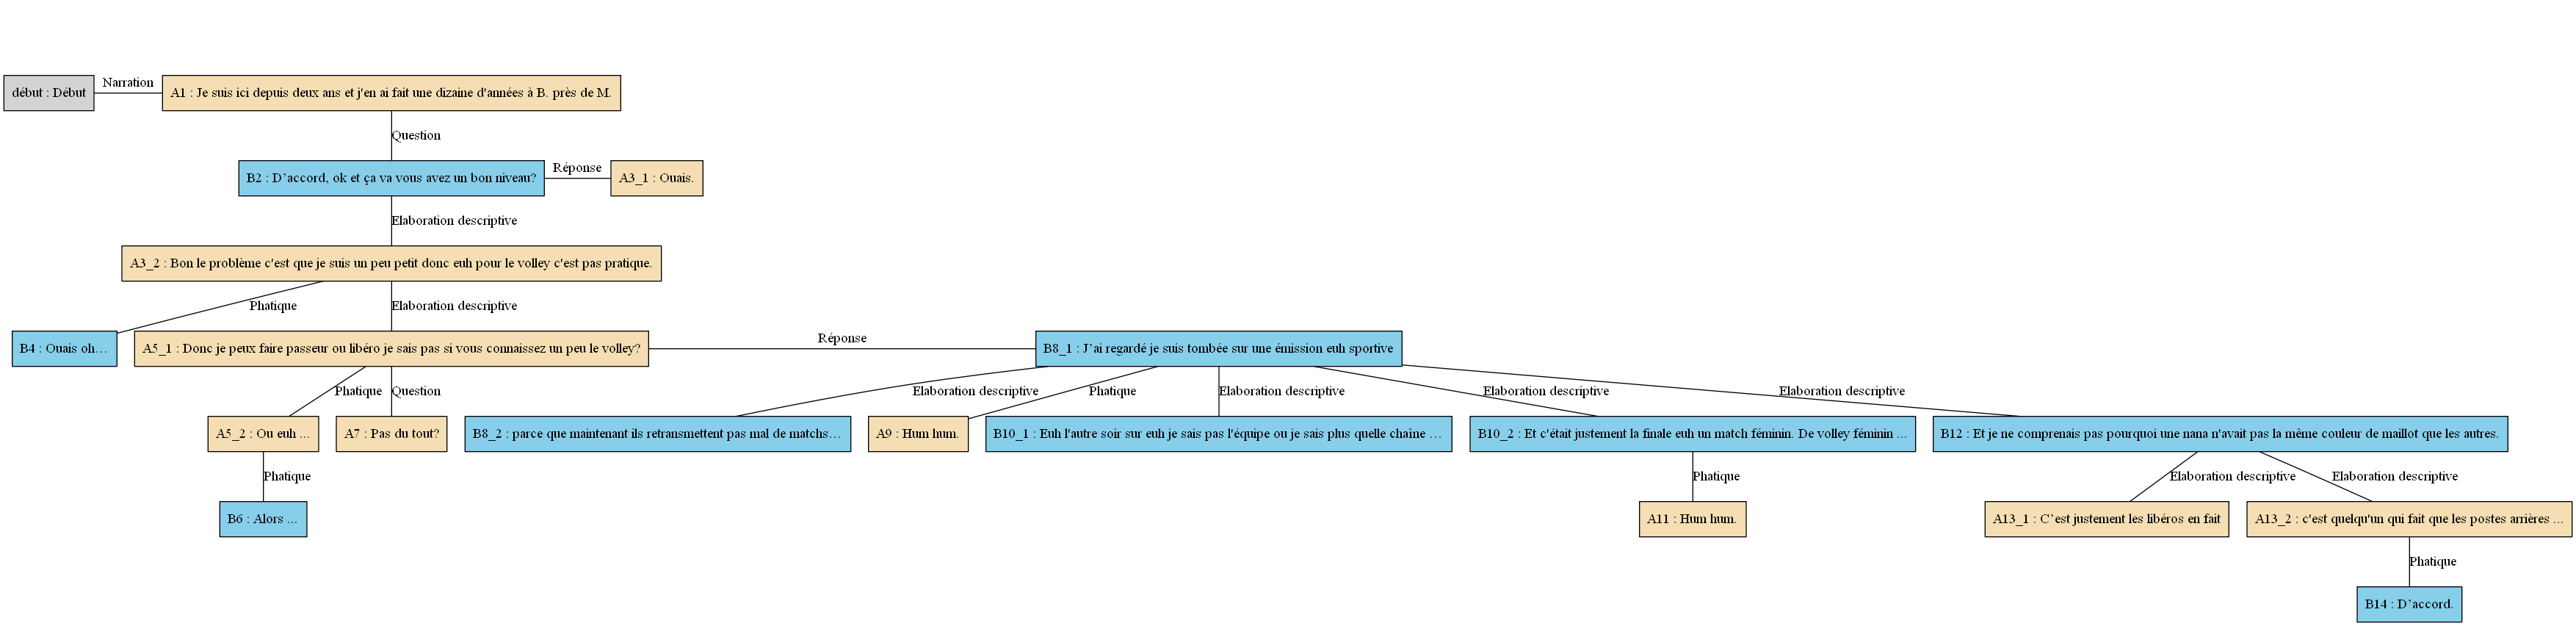 Narration
début : Début
A1 : Je suis ici depuis deux ans et j'en ai fait une dizaine d'années à B. près de M.
Question
B2 : D’accord, ok et ça va vous avez un bon niveau?
Réponse
A3_1 : Ouais.
Elaboration descriptive
A3_2 : Bon le problème c'est que je suis un peu petit donc euh pour le volley c'est pas pratique.
Phatique
Elaboration descriptive
B4 : Ouais oh…
A5_1 : Donc je peux faire passeur ou libéro je sais pas si vous connaissez un peu le volley?
Réponse
B8_1 : J’ai regardé je suis tombée sur une émission euh sportive
Phatique
Question
Elaboration descriptive
Phatique
Elaboration descriptive
Elaboration descriptive
Elaboration descriptive
A5_2 : Ou euh ...
A7 : Pas du tout?
B8_2 : parce que maintenant ils retransmettent pas mal de matchs…
A9 : Hum hum.
B10_1 : Euh l'autre soir sur euh je sais pas l'équipe ou je sais plus quelle chaîne …
B10_2 : Et c'était justement la finale euh un match féminin. De volley féminin ...
B12 : Et je ne comprenais pas pourquoi une nana n'avait pas la même couleur de maillot que les autres.
Phatique
Phatique
Elaboration descriptive
Elaboration descriptive
B6 : Alors ...
A11 : Hum hum.
A13_1 : C’est justement les libéros en fait
A13_2 : c'est quelqu'un qui fait que les postes arrières ...
Phatique
B14 : D’accord.